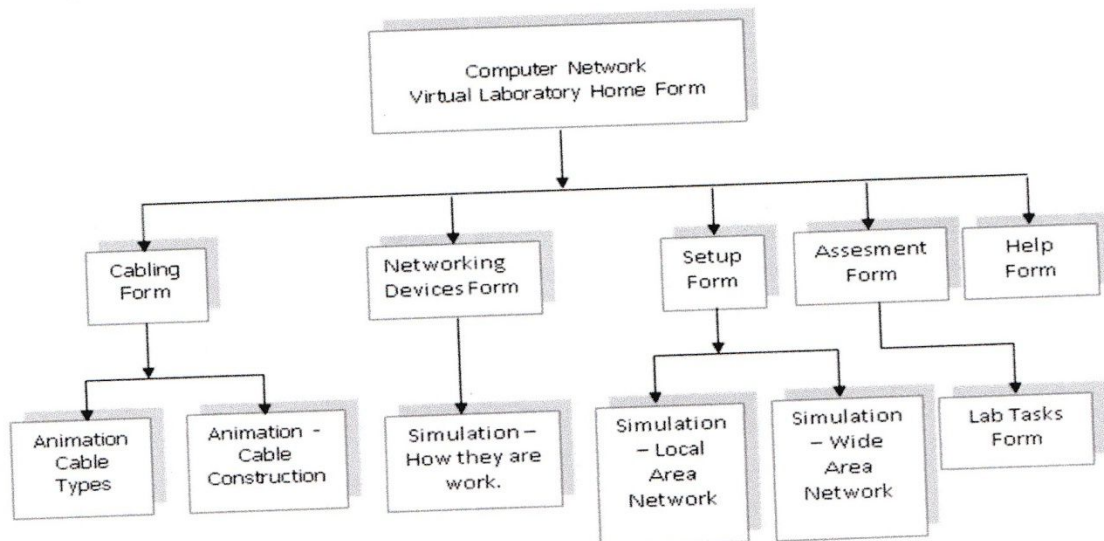 Computer Network
Virtual Laboratory Home Form
Cabling
Form
Networking
Devices Form
Setup
Form
Assesment
Form
Help
Form
Animation
Cable
Types
Animation -
Cable
Construction
Simulation –
How they are
work.
Simulation
– Local
Area
Network
Simulation
– Wide
Area
Network
Lab Tasks
Form